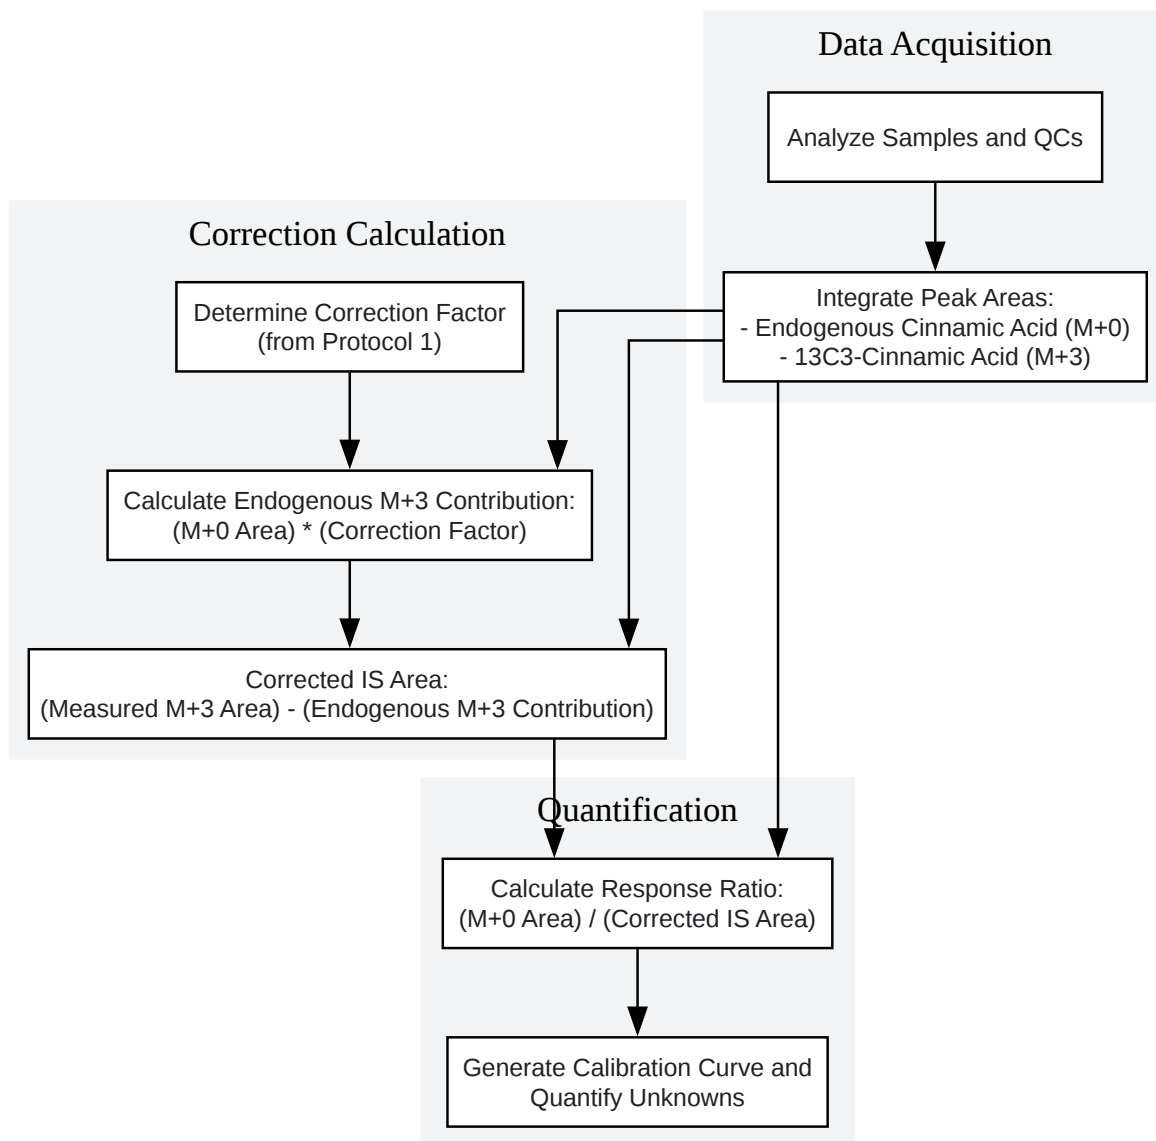 Data Acquisition
Analyze Samples and QCs
Integrate Peak Areas:
- Endogenous Cinnamic Acid (M+0)
- 13C3-Cinnamic Acid (M+3)
Correction Calculation
Determine Correction Factor
(from Protocol 1)
Calculate Endogenous M+3 Contribution:
(M+0 Area) * (Correction Factor)
Corrected IS Area:
(Measured M+3 Area) - (Endogenous M+3 Contribution)
Quantification
Calculate Response Ratio:
(M+0 Area) / (Corrected IS Area)
Generate Calibration Curve and
Quantify Unknowns